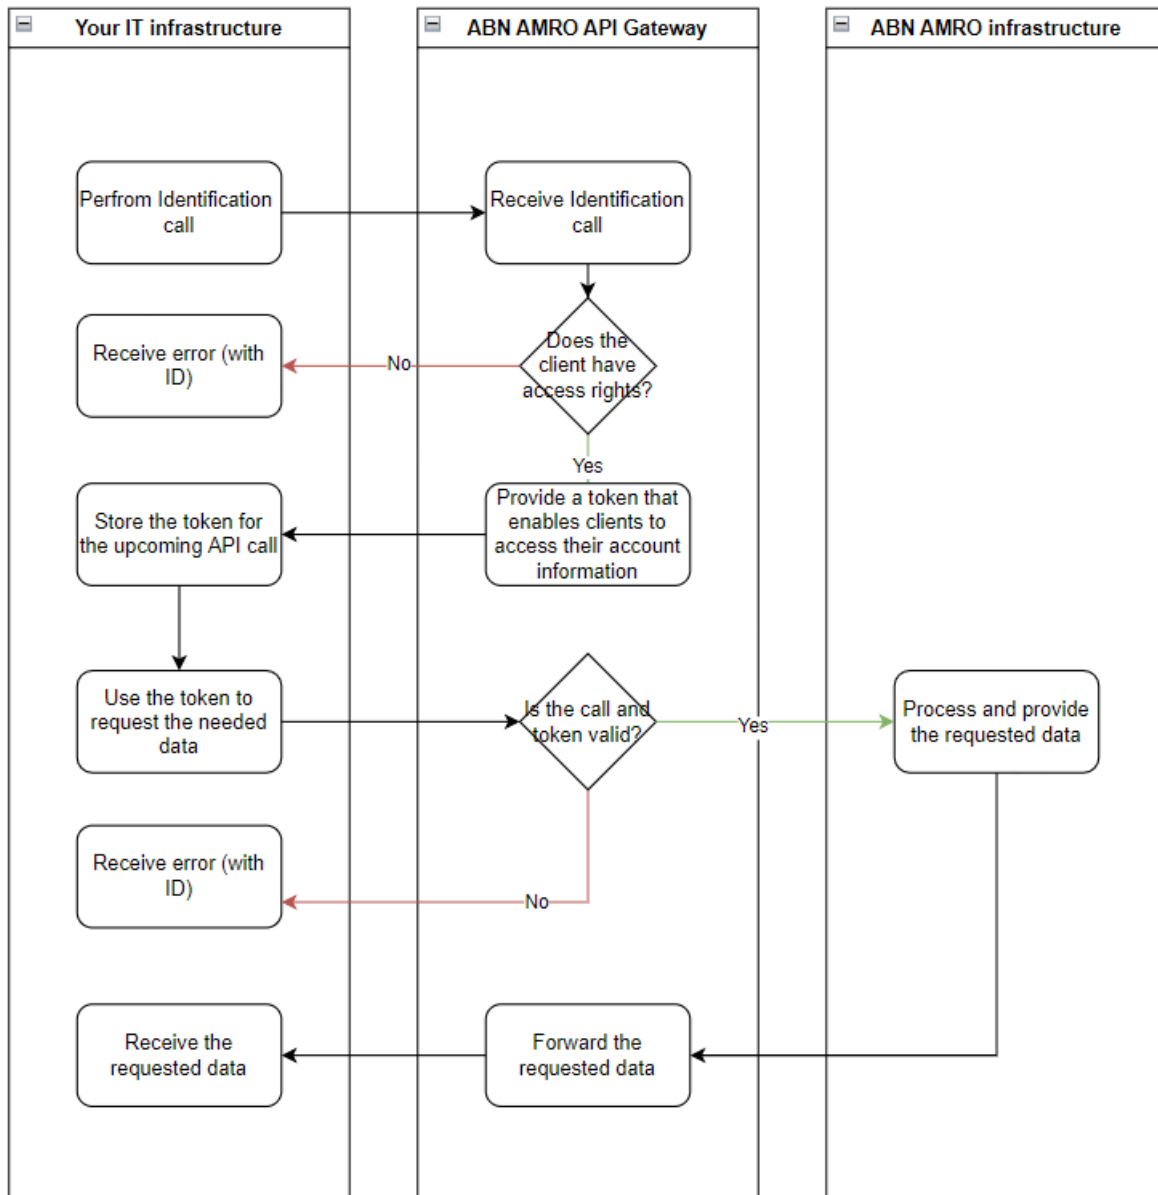 Your IT infrastructure
ABN AMRO API Gateway
ABN AMRO infrastructure
Perfrom Identification
call
Receive Identification
call
Receive error (with
ID)
No
Does the
client have
access rights?
Yes
Store the token for
the upcoming API call
Provide a token that
enables clients to
access their account
information
Use the token to
request the needed
data
Is the call and
token valid?
Yes
Process and provide
the requested data
Receive error (with
ID)
No
Receive the
requested data
Forward the
requested data